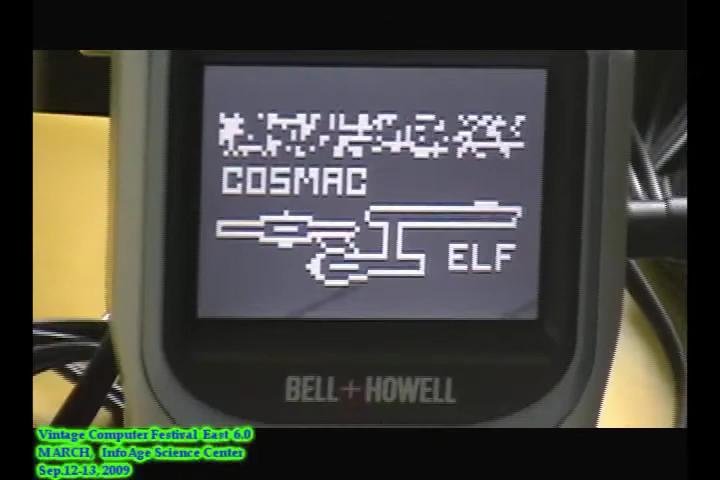 COSMAC
ELF
BELL+HOWELL
Vintage Computer Festival East 6.0
MARCH, InfoAge Science Center
Sep.12-13, 2009